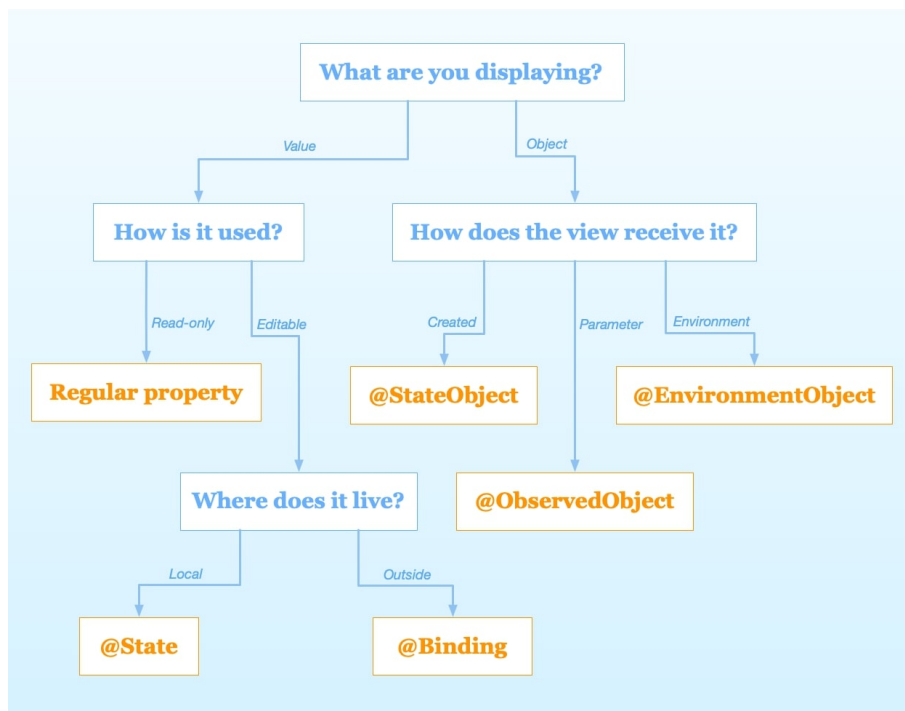 What are you displaying?
Value
Object
How is it used?
How does the view receive it?
Read-only
Editable
Created
Parameter
Environment
Regular property
@StateObject
@EnvironmentObject
Where does it live?
@ObservedObject
Local
Outside
@State
@Binding